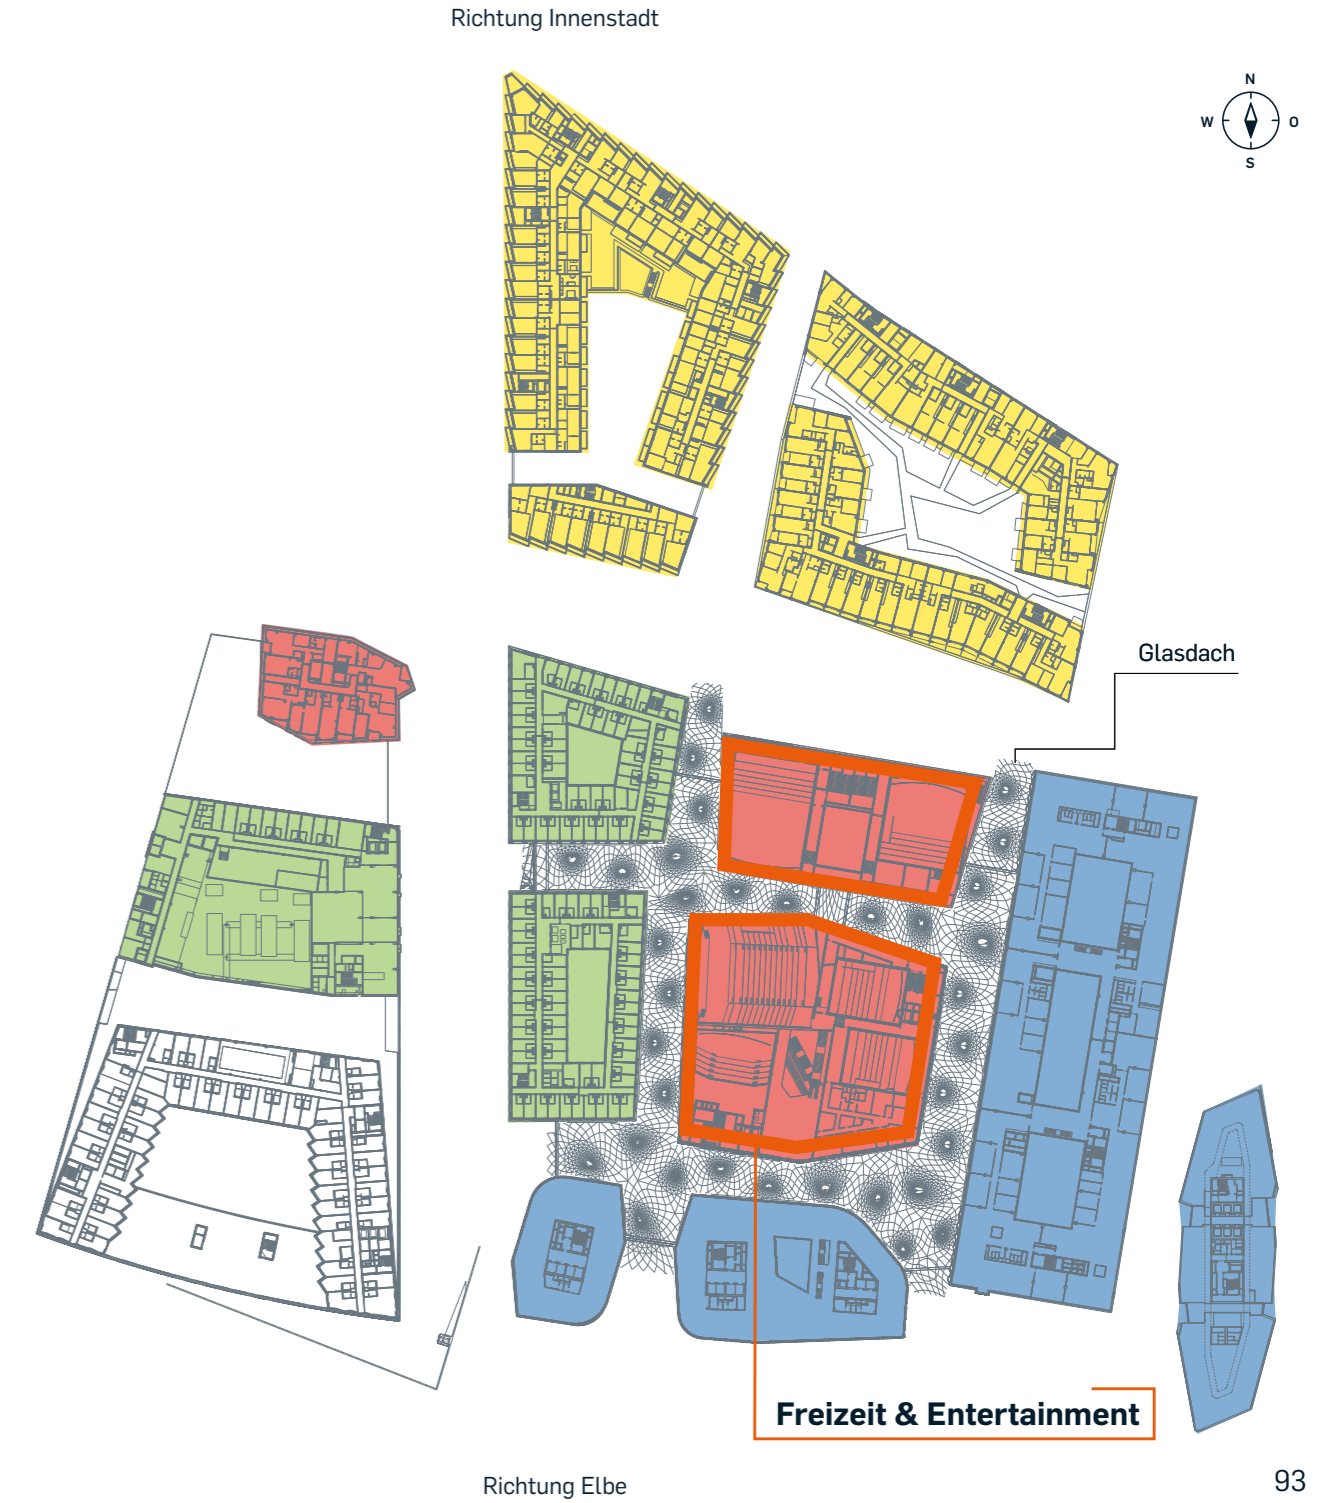 Richtung Innenstadt
N
W O
S
Glasdach
Freizeit & Entertainment
Richtung Elbe
93